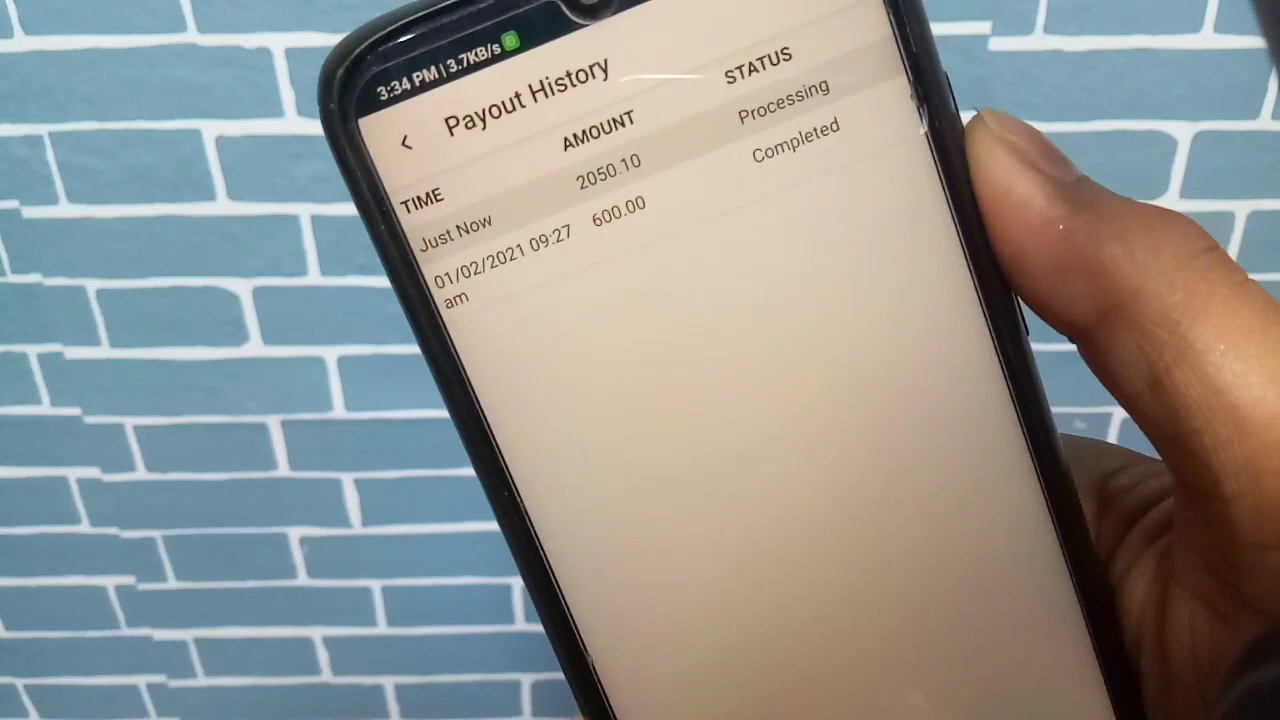 3:34 PM | 3.7KB/s
Payout History
TIME AMOUNT STATUS
Just Now 2050.10 Processing
01/02/2021 09:27 600.00 Completed
am